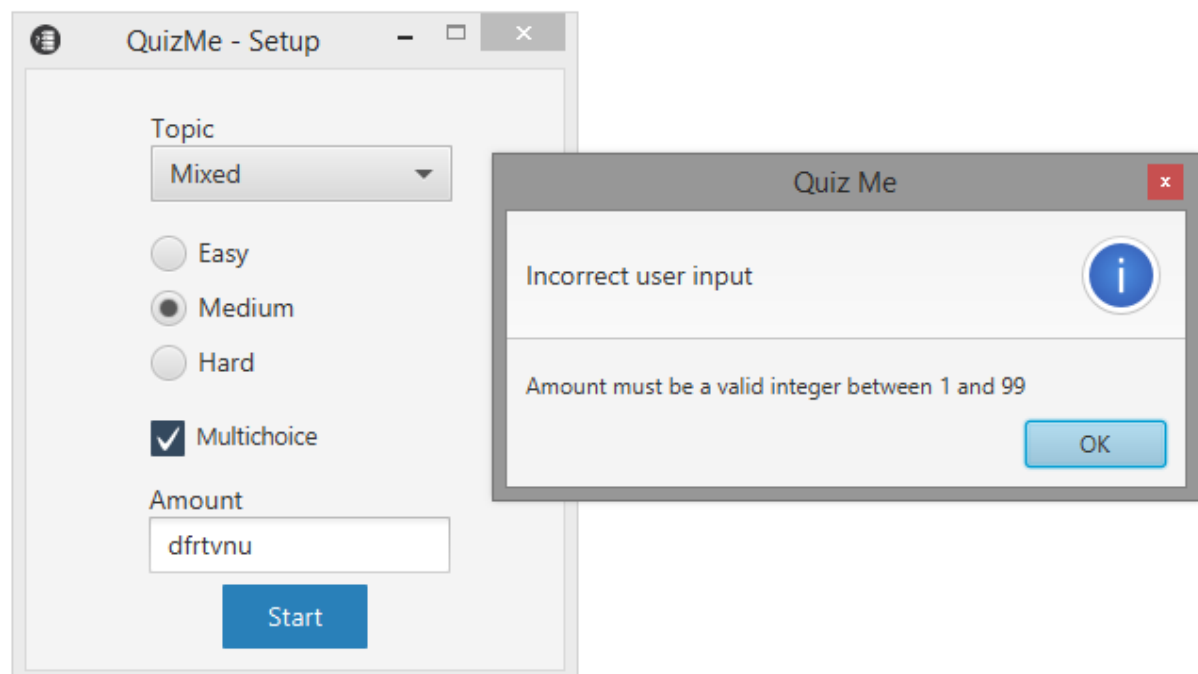 QuizMe - Setup
Topic
Mixed
Easy
Medium
Hard
Multichoice
Amount
dfrtvnu
Start
Quiz Me
Incorrect user input
Amount must be a valid integer between 1 and 99
OK